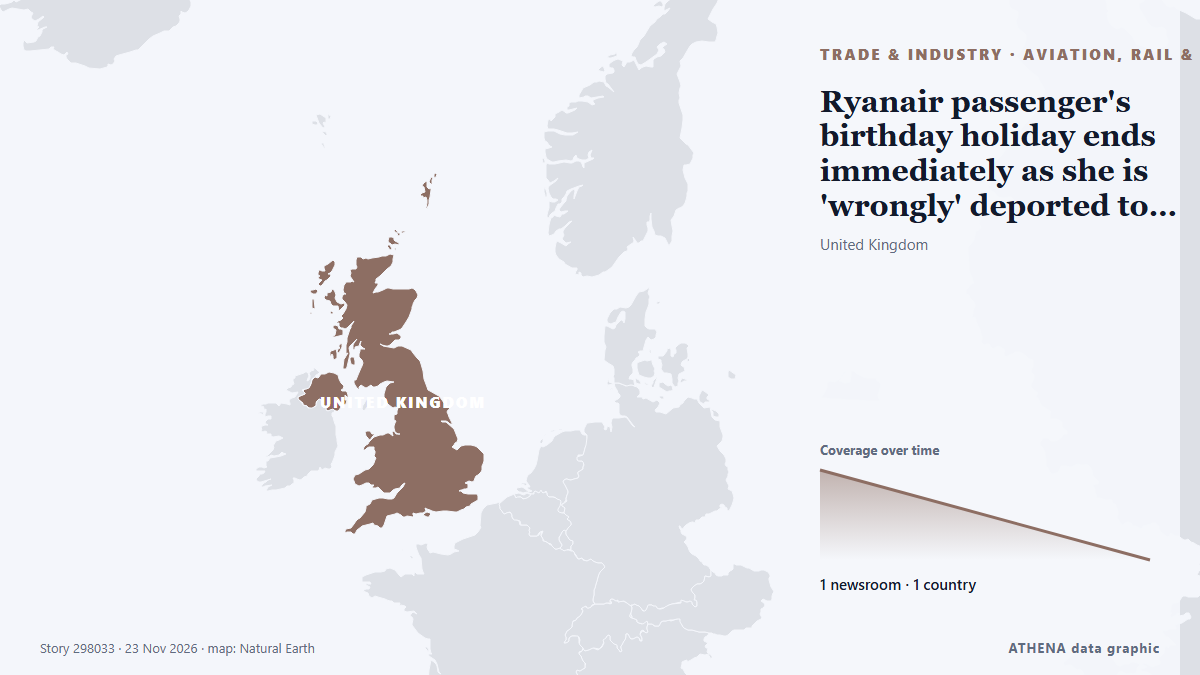 TRADE & INDUSTRY · AVIATION, RAIL &
Ryanair passenger's
birthday holiday ends
immediately as she is
'wrongly' deported to...
United Kingdom
UNITED KINGDOM
Coverage over time
1 newsroom · 1 country
Story 298033 · 23 Nov 2026 · map: Natural Earth
ATHENA data graphic